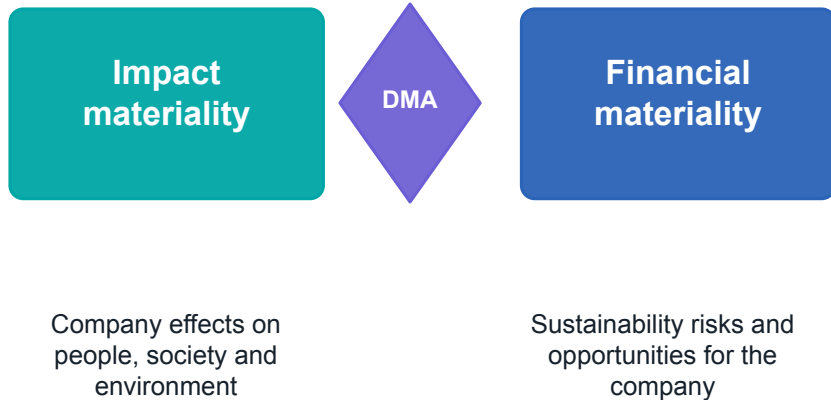 Impact
materiality
DMA
Financial
materiality
Company effects on
people, society and
environment
Sustainability risks and
opportunities for the
company